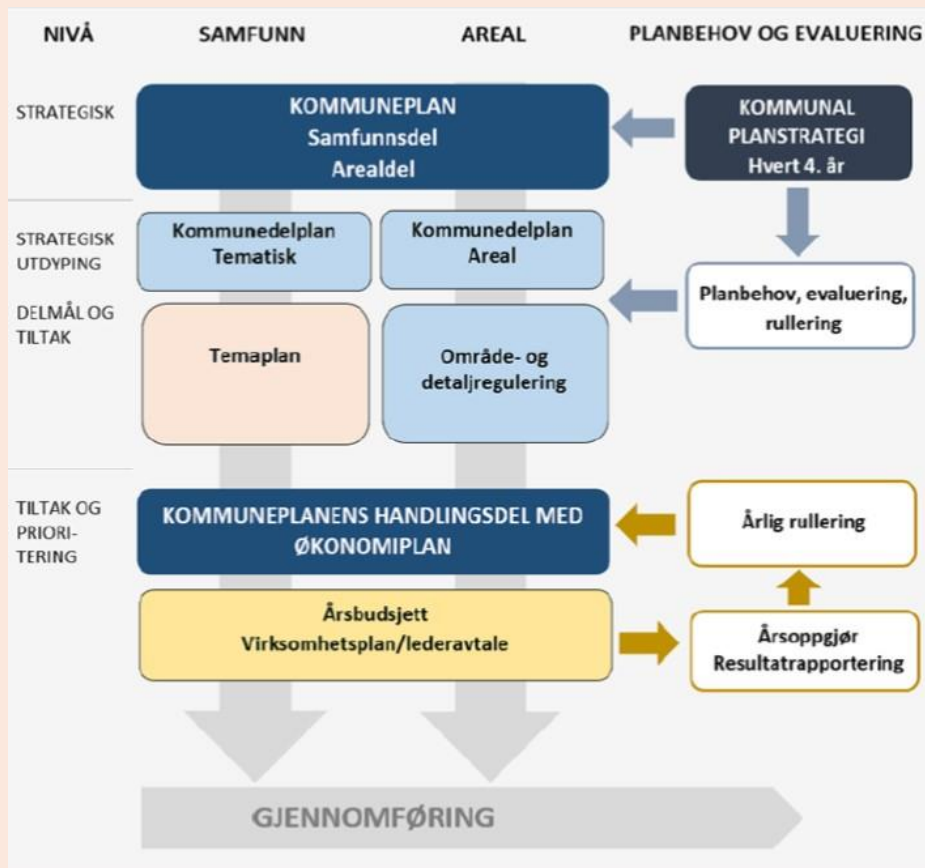 NIVÅ
SAMFUNN
AREAL
PLANBEHOV OG EVALUERING
STRATEGISK
KOMMUNEPLAN
Samfunnsdel
Arealdel
KOMMUNAL
PLANSTRATEGI
Hvert 4. år
STRATEGISK
UTDYPING
Kommunedelplan
Tematisk
Kommunedelplan
Areal
DELMÅL OG
TILTAK
Temaplan
Område- og
detaljregulering
Planbehov, evaluering,
rullering
TILTAK OG
PRIORI-
TERING
KOMMUNEPLANENS HANDLINGSDEL MED
ØKONOMIPLAN
Årlig rullering
Årsbudsjett
Virksomhetsplan/lederavtale
Årsoppgjør
Resultatrapportering
GJENNOMFØRING